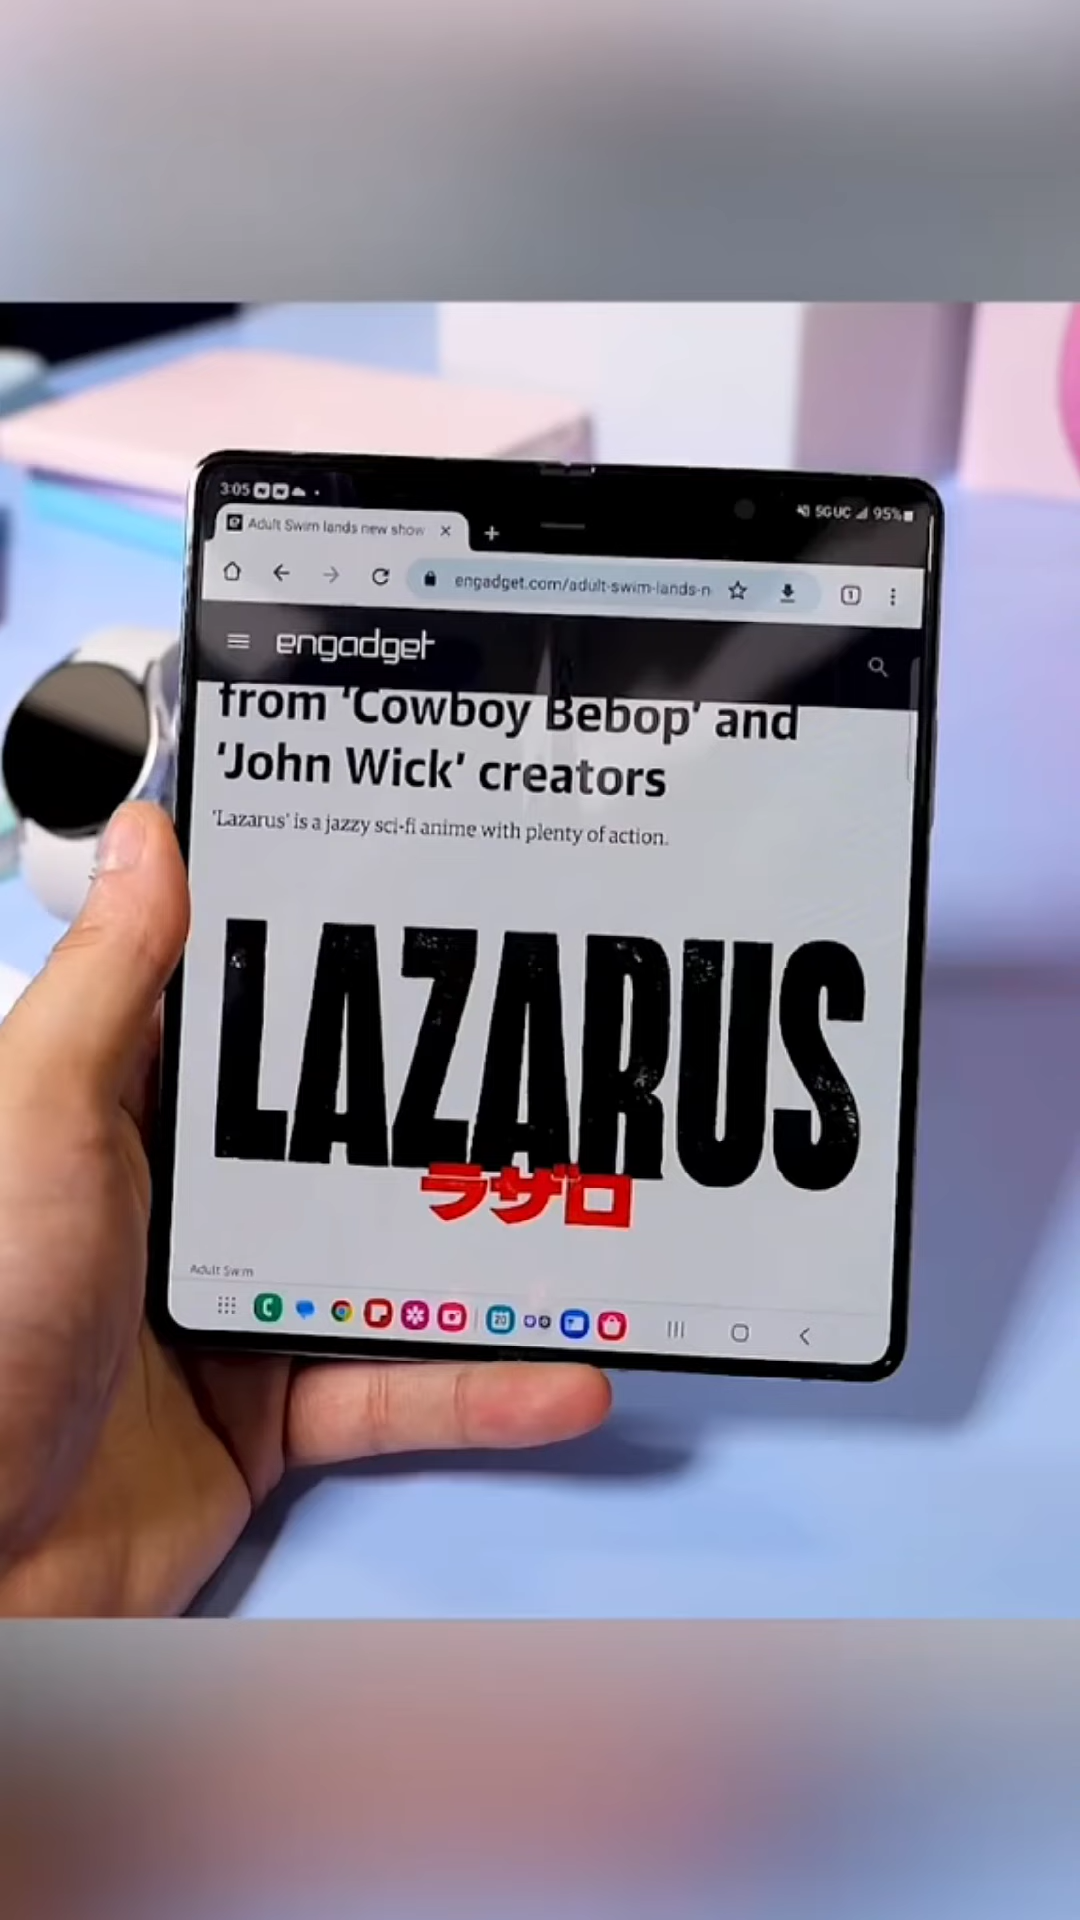 3:05
5G UC 95%
Adult Swim lands new show
engadget.com/adult-swim-lands-n
1
engadget
from ‘Cowboy Bebop’ and
‘John Wick’ creators
‘Lazarus’ is a jazzy sci-fi anime with plenty of action.
LAZARUS
ラザロ
Adult Swim
20